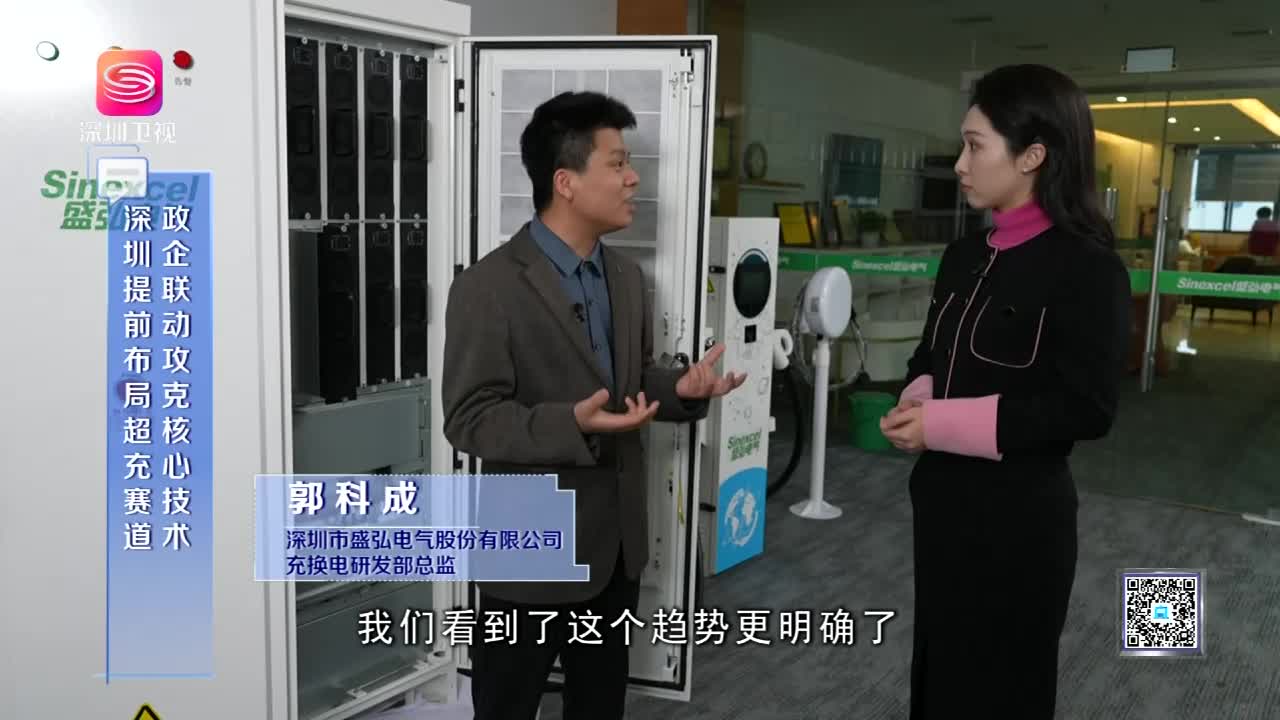 告警
深圳卫视
Sinexcel
盛弘
政企联动攻克核心技术
深圳提前布局超充赛道
Sinexcel盛弘电气
Sinexcel盛弘电气
Sinexcel
盛弘电气
郭科成
深圳市盛弘电气股份有限公司
充换电研发部总监
我们看到了这个趋势更明确了